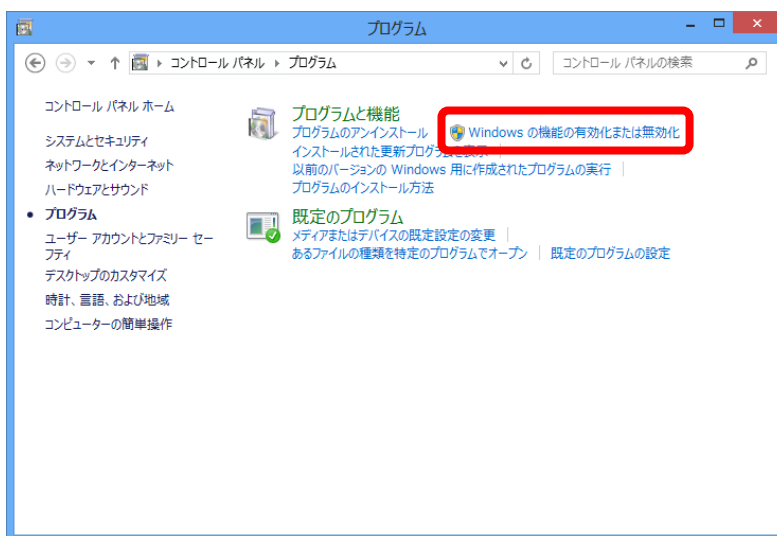 プログラム
コントロール パネル
プログラム
コントロール パネルの検索
コントロール パネル ホーム
システムとセキュリティ
ネットワークとインターネット
ハードウェアとサウンド
プログラム
ユーザー アカウントとファミリー セー
フティ
デスクトップのカスタマイズ
時計、言語、および地域
コンピューターの簡単操作
プログラムと機能
プログラムのアンインストール
Windows の機能の有効化または無効化
インストールされた更新プログラムを表示
以前のバージョンの Windows 用に作成されたプログラムの実行
プログラムのインストール方法
既定のプログラム
メディアまたはデバイスの既定設定の変更
あるファイルの種類を特定のプログラムでオープン
既定のプログラムの設定